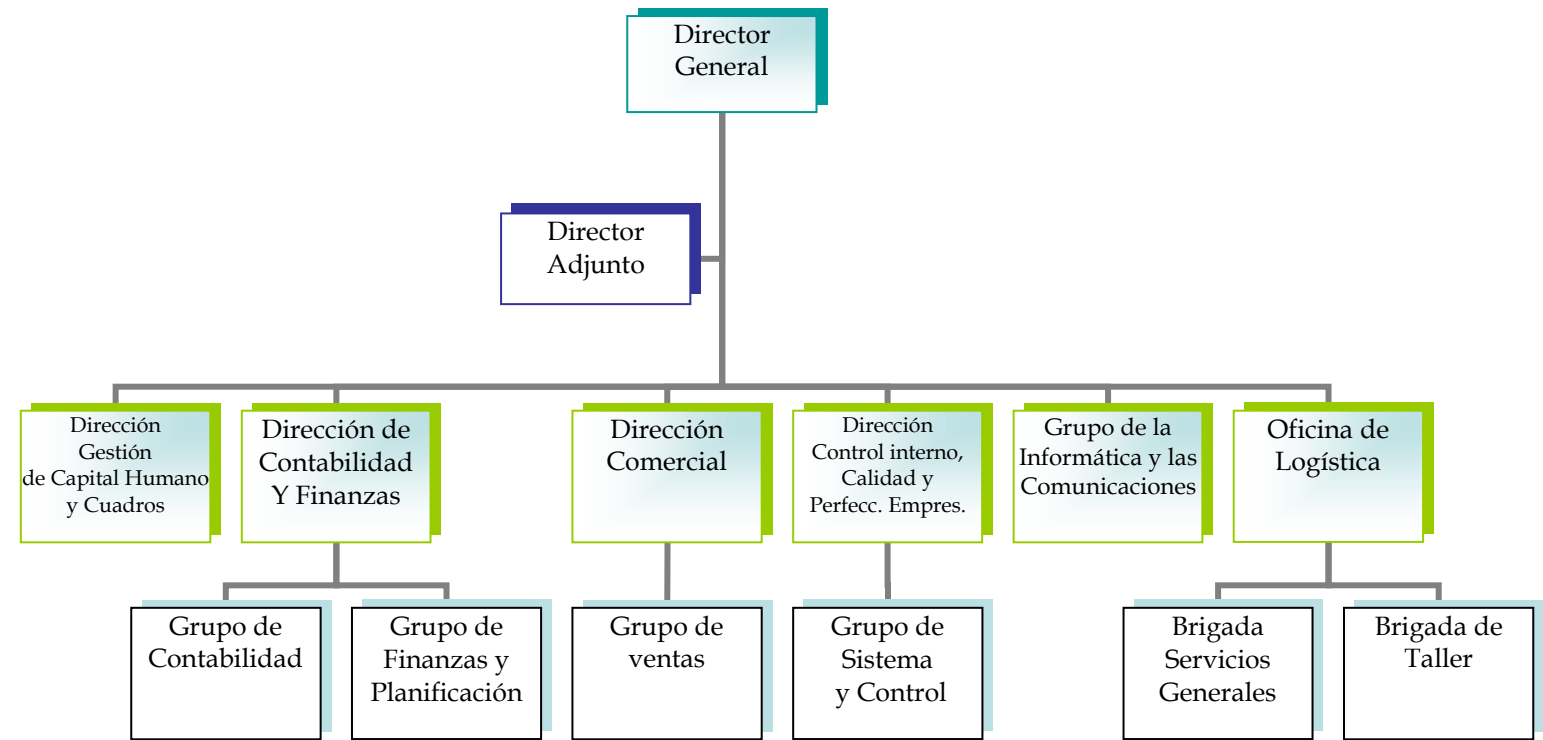 Director
General
Director
Adjunto
Dirección
Gestión
de Capital Humano
y Cuadros
Dirección de
Contabilidad
Y Finanzas
Dirección
Comercial
Dirección
Control interno,
Calidad y
Perfecc. Empres.
Grupo de la
Informática y las
Comunicaciones
Oficina de
Logística
Grupo de
Contabilidad
Grupo de
Finanzas y
Planificación
Grupo de
ventas
Grupo de
Sistema
y Control
Brigada
Servicios
Generales
Brigada de
Taller